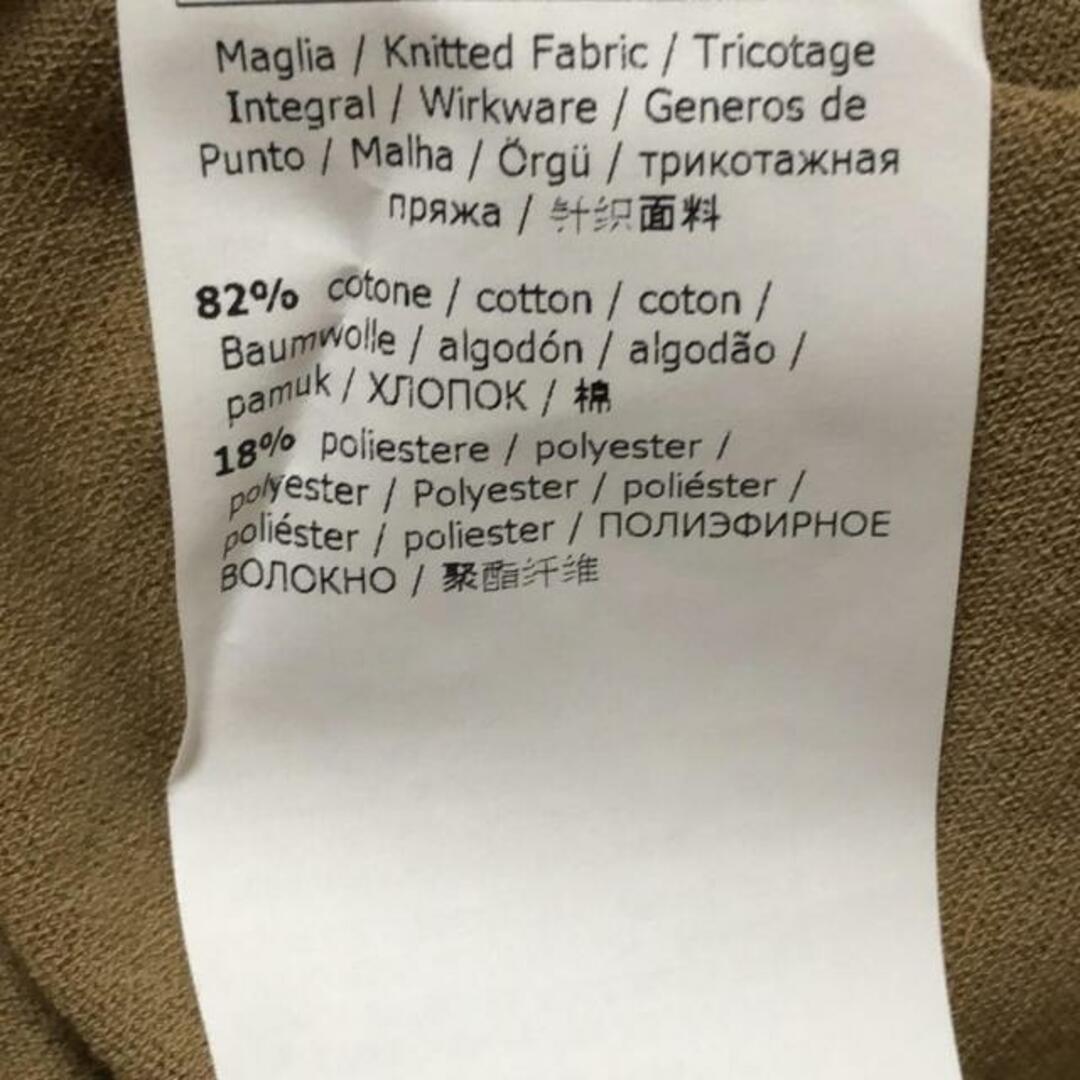 Maglia / Knitted Fabric / Tricotage
Integral / Wirkware / Generos de
Punto / Malha / Örgü / трикотажная
пряжа / 针织面料
82% cotone / cotton / coton /
Baumwolle / algodón / algodão /
pamuk / ХЛОПОК / 棉
18% poliestere / polyester /
polyester / Polyester / poliéster /
poliéster / poliester / ПОЛИЭФИРНОЕ
ВОЛОКНО / 聚酯纤维